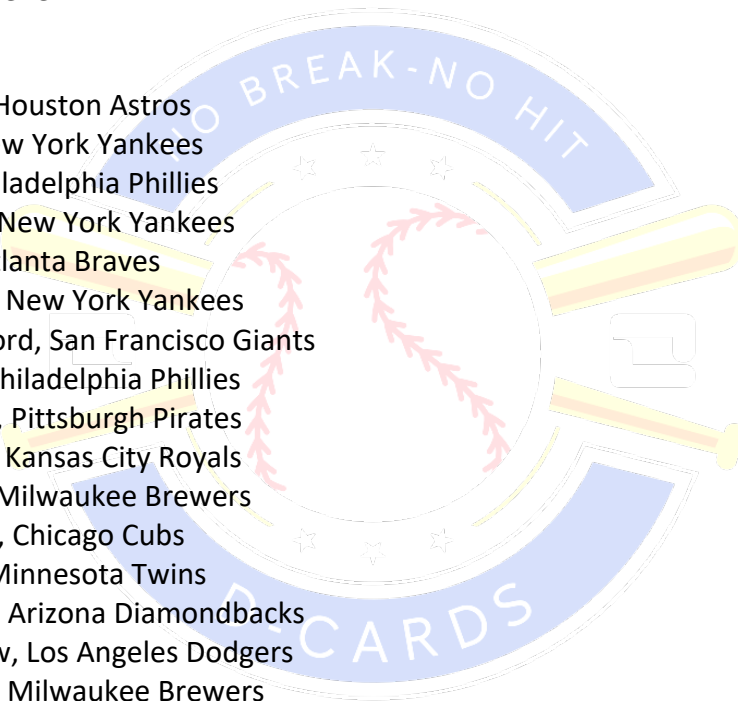 NO BREAK-NO HIT
Houston Astros
w York Yankees
ladelphia Phillies
New York Yankees
lanta Braves
New York Yankees
ord, San Francisco Giants
hiladelphia Phillies
, Pittsburgh Pirates
Kansas City Royals
Milwaukee Brewers
, Chicago Cubs
Minnesota Twins
, Arizona Diamondbacks
w, Los Angeles Dodgers
, Milwaukee Brewers
D-CARDS